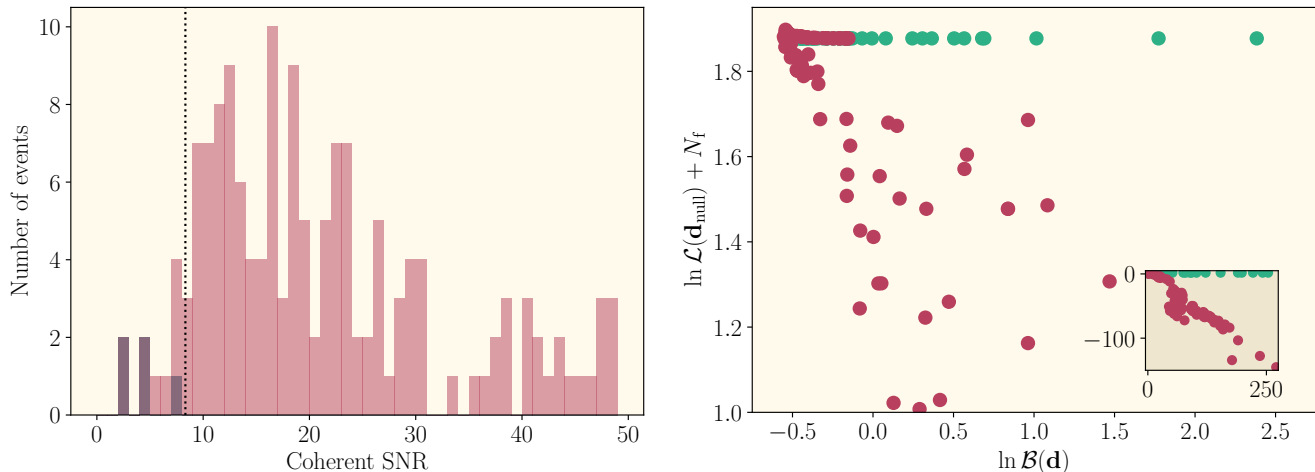 10
8
6
4
2
0
Number of events
0 10 20 30 40 50
Coherent SNR
1.8
1.6
1.4
1.2
1.0
ln 𝓛(d_null) + N_f
0
−100
0 250
−0.5 0.0 0.5 1.0 1.5 2.0 2.5
ln 𝓑(d)